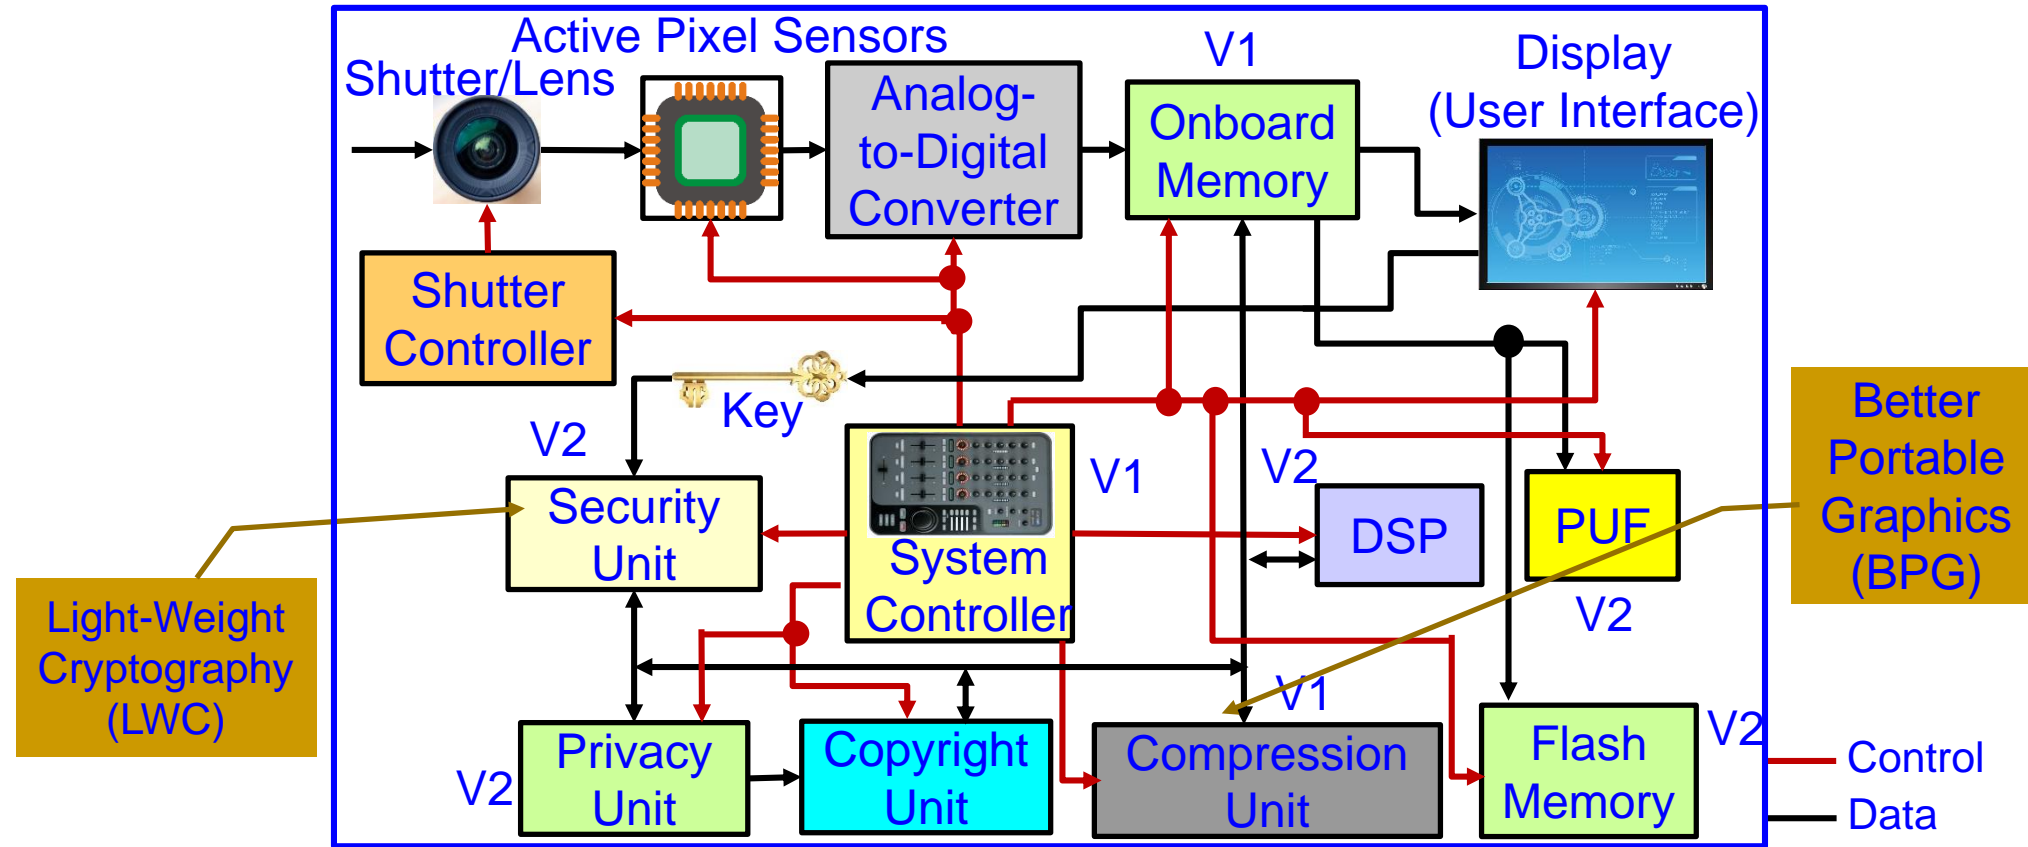 Active Pixel Sensors
Shutter/Lens
Analog-
to-Digital
Converter
V1
Onboard
Memory
Display
(User Interface)
Shutter
Controller
Key
V2
Security
Unit
V1
System
Controller
V2
DSP
PUF
V2
Better
Portable
Graphics
(BPG)
Light-Weight
Cryptography
(LWC)
V2
Privacy
Unit
Copyright
Unit
V1
Compression
Unit
Flash
Memory
V2
Control
Data